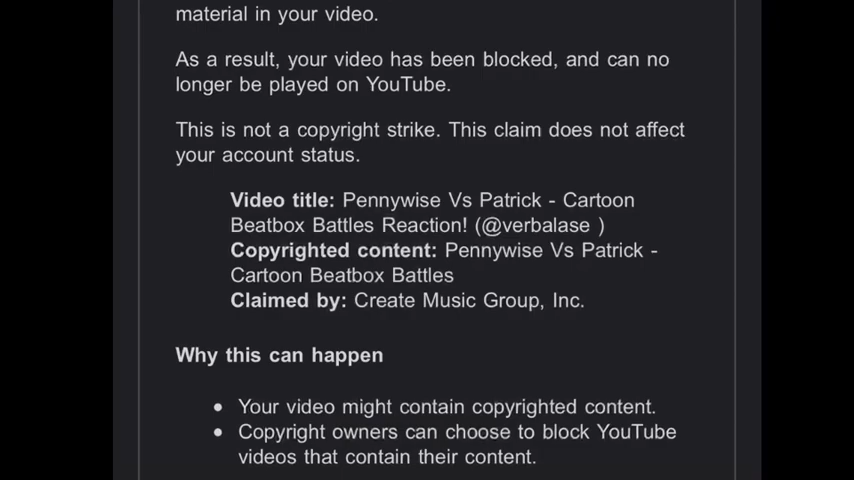 material in your video.
As a result, your video has been blocked, and can no
longer be played on YouTube.
This is not a copyright strike. This claim does not affect
your account status.
Video title: Pennywise Vs Patrick - Cartoon
Beatbox Battles Reaction! (@verbalase )
Copyrighted content: Pennywise Vs Patrick -
Cartoon Beatbox Battles
Claimed by: Create Music Group, Inc.
Why this can happen
• Your video might contain copyrighted content.
• Copyright owners can choose to block YouTube
videos that contain their content.